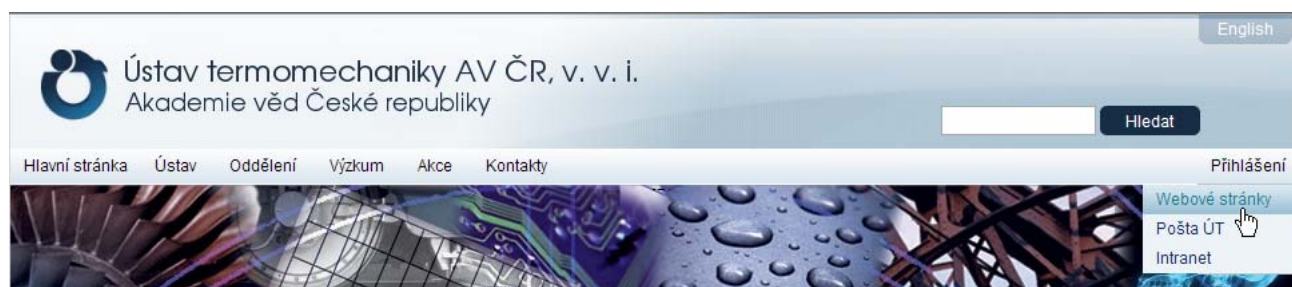 English
Ústav termomechaniky AV ČR, v. v. i.
Akademie věd České republiky
Hledat
Hlavní stránka Ústav Oddělení Výzkum Akce Kontakty Přihlášení
Webové stránky
Pošta ÚT
Intranet